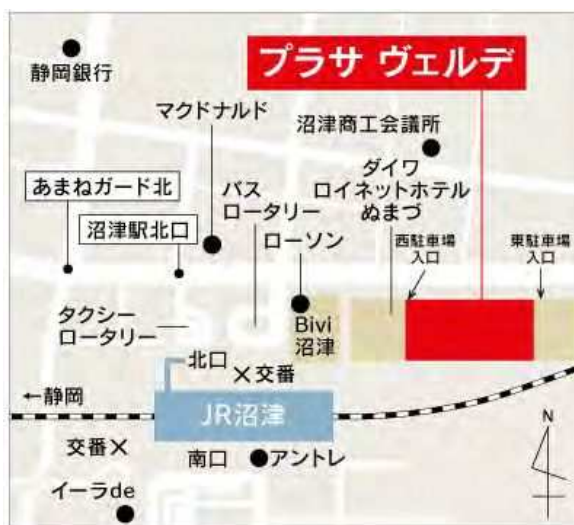 静岡銀行
プラサ ヴェルデ
マクドナルド
沼津商工会議所
あまねガード北
バス
ロータリー
ダイワ
ロイネットホテル
ぬまづ
沼津駅北口
ローソン
西駐車場
入口
東駐車場
入口
タクシー
ロータリー
Bivi
沼津
北口
×交番
←静岡
JR沼津
N
交番×
南口
アントレ
イーラde